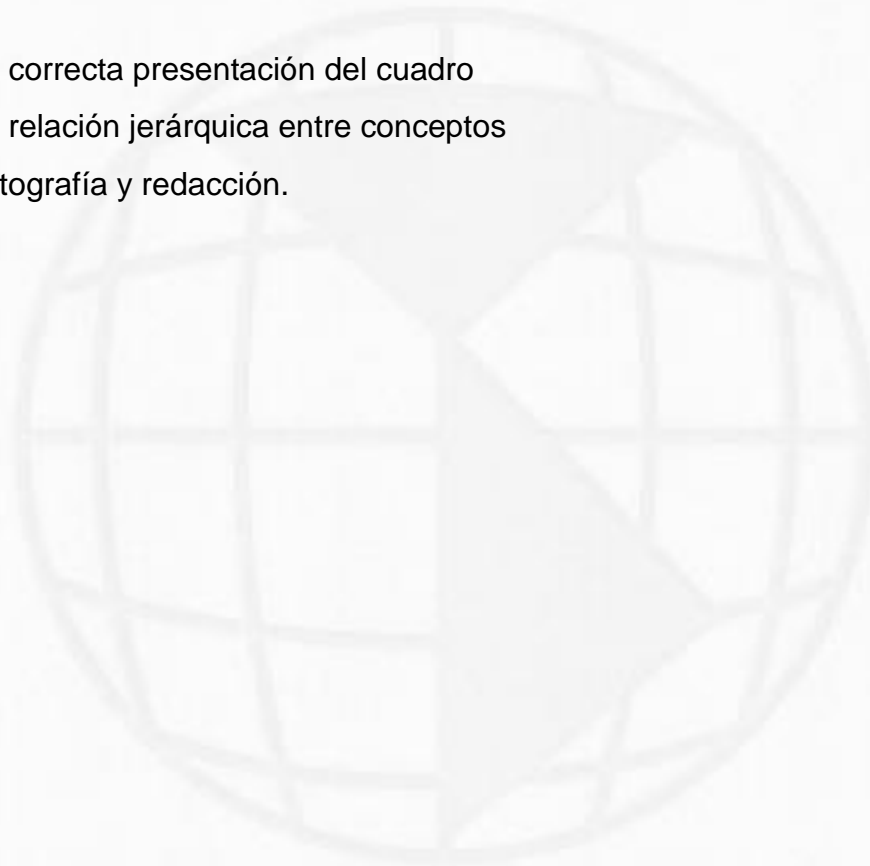 correcta presentación del cuadro
relación jerárquica entre conceptos
tografía y redacción.